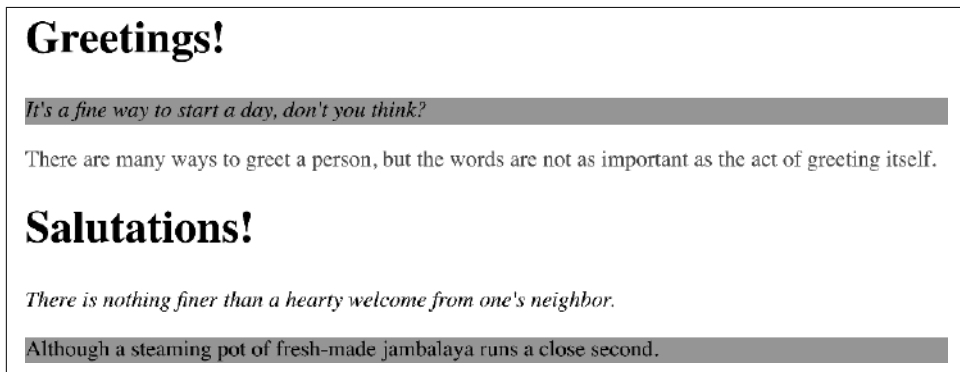 Greetings!
It's a fine way to start a day, don't you think?
There are many ways to greet a person, but the words are not as important as the act of greeting itself.
Salutations!
There is nothing finer than a hearty welcome from one's neighbor.
Although a steaming pot of fresh-made jambalaya runs a close second.